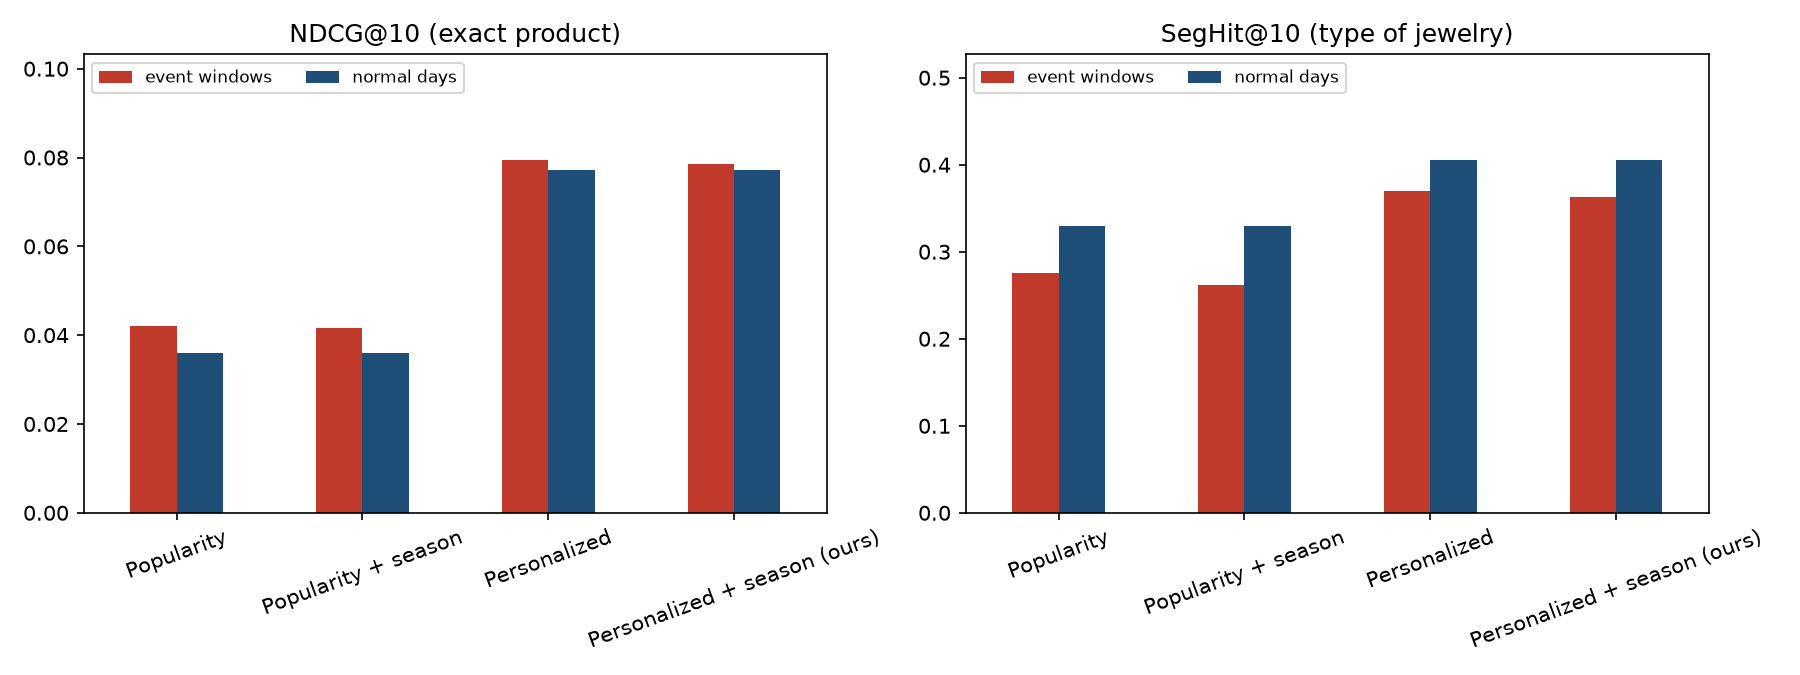 NDCG@10 (exact product)
event windows normal days
0.10
0.08
0.06
0.04
0.02
0.00
Popularity
Popularity + season
Personalized
Personalized + season (ours)
SegHit@10 (type of jewelry)
event windows normal days
0.5
0.4
0.3
0.2
0.1
0.0
Popularity
Popularity + season
Personalized
Personalized + season (ours)